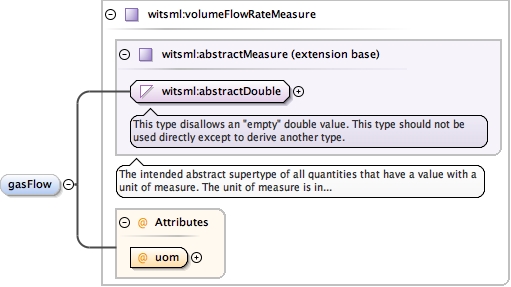 witsml:volumeFlowRateMeasure
witsml:abstractMeasure (extension base)
witsml:abstractDouble
This type disallows an "empty" double value. This type should not be
used directly except to derive another type.
The intended abstract supertype of all quantities that have a value with a
unit of measure. The unit of measure is in...
gasFlow
@ Attributes
@ uom